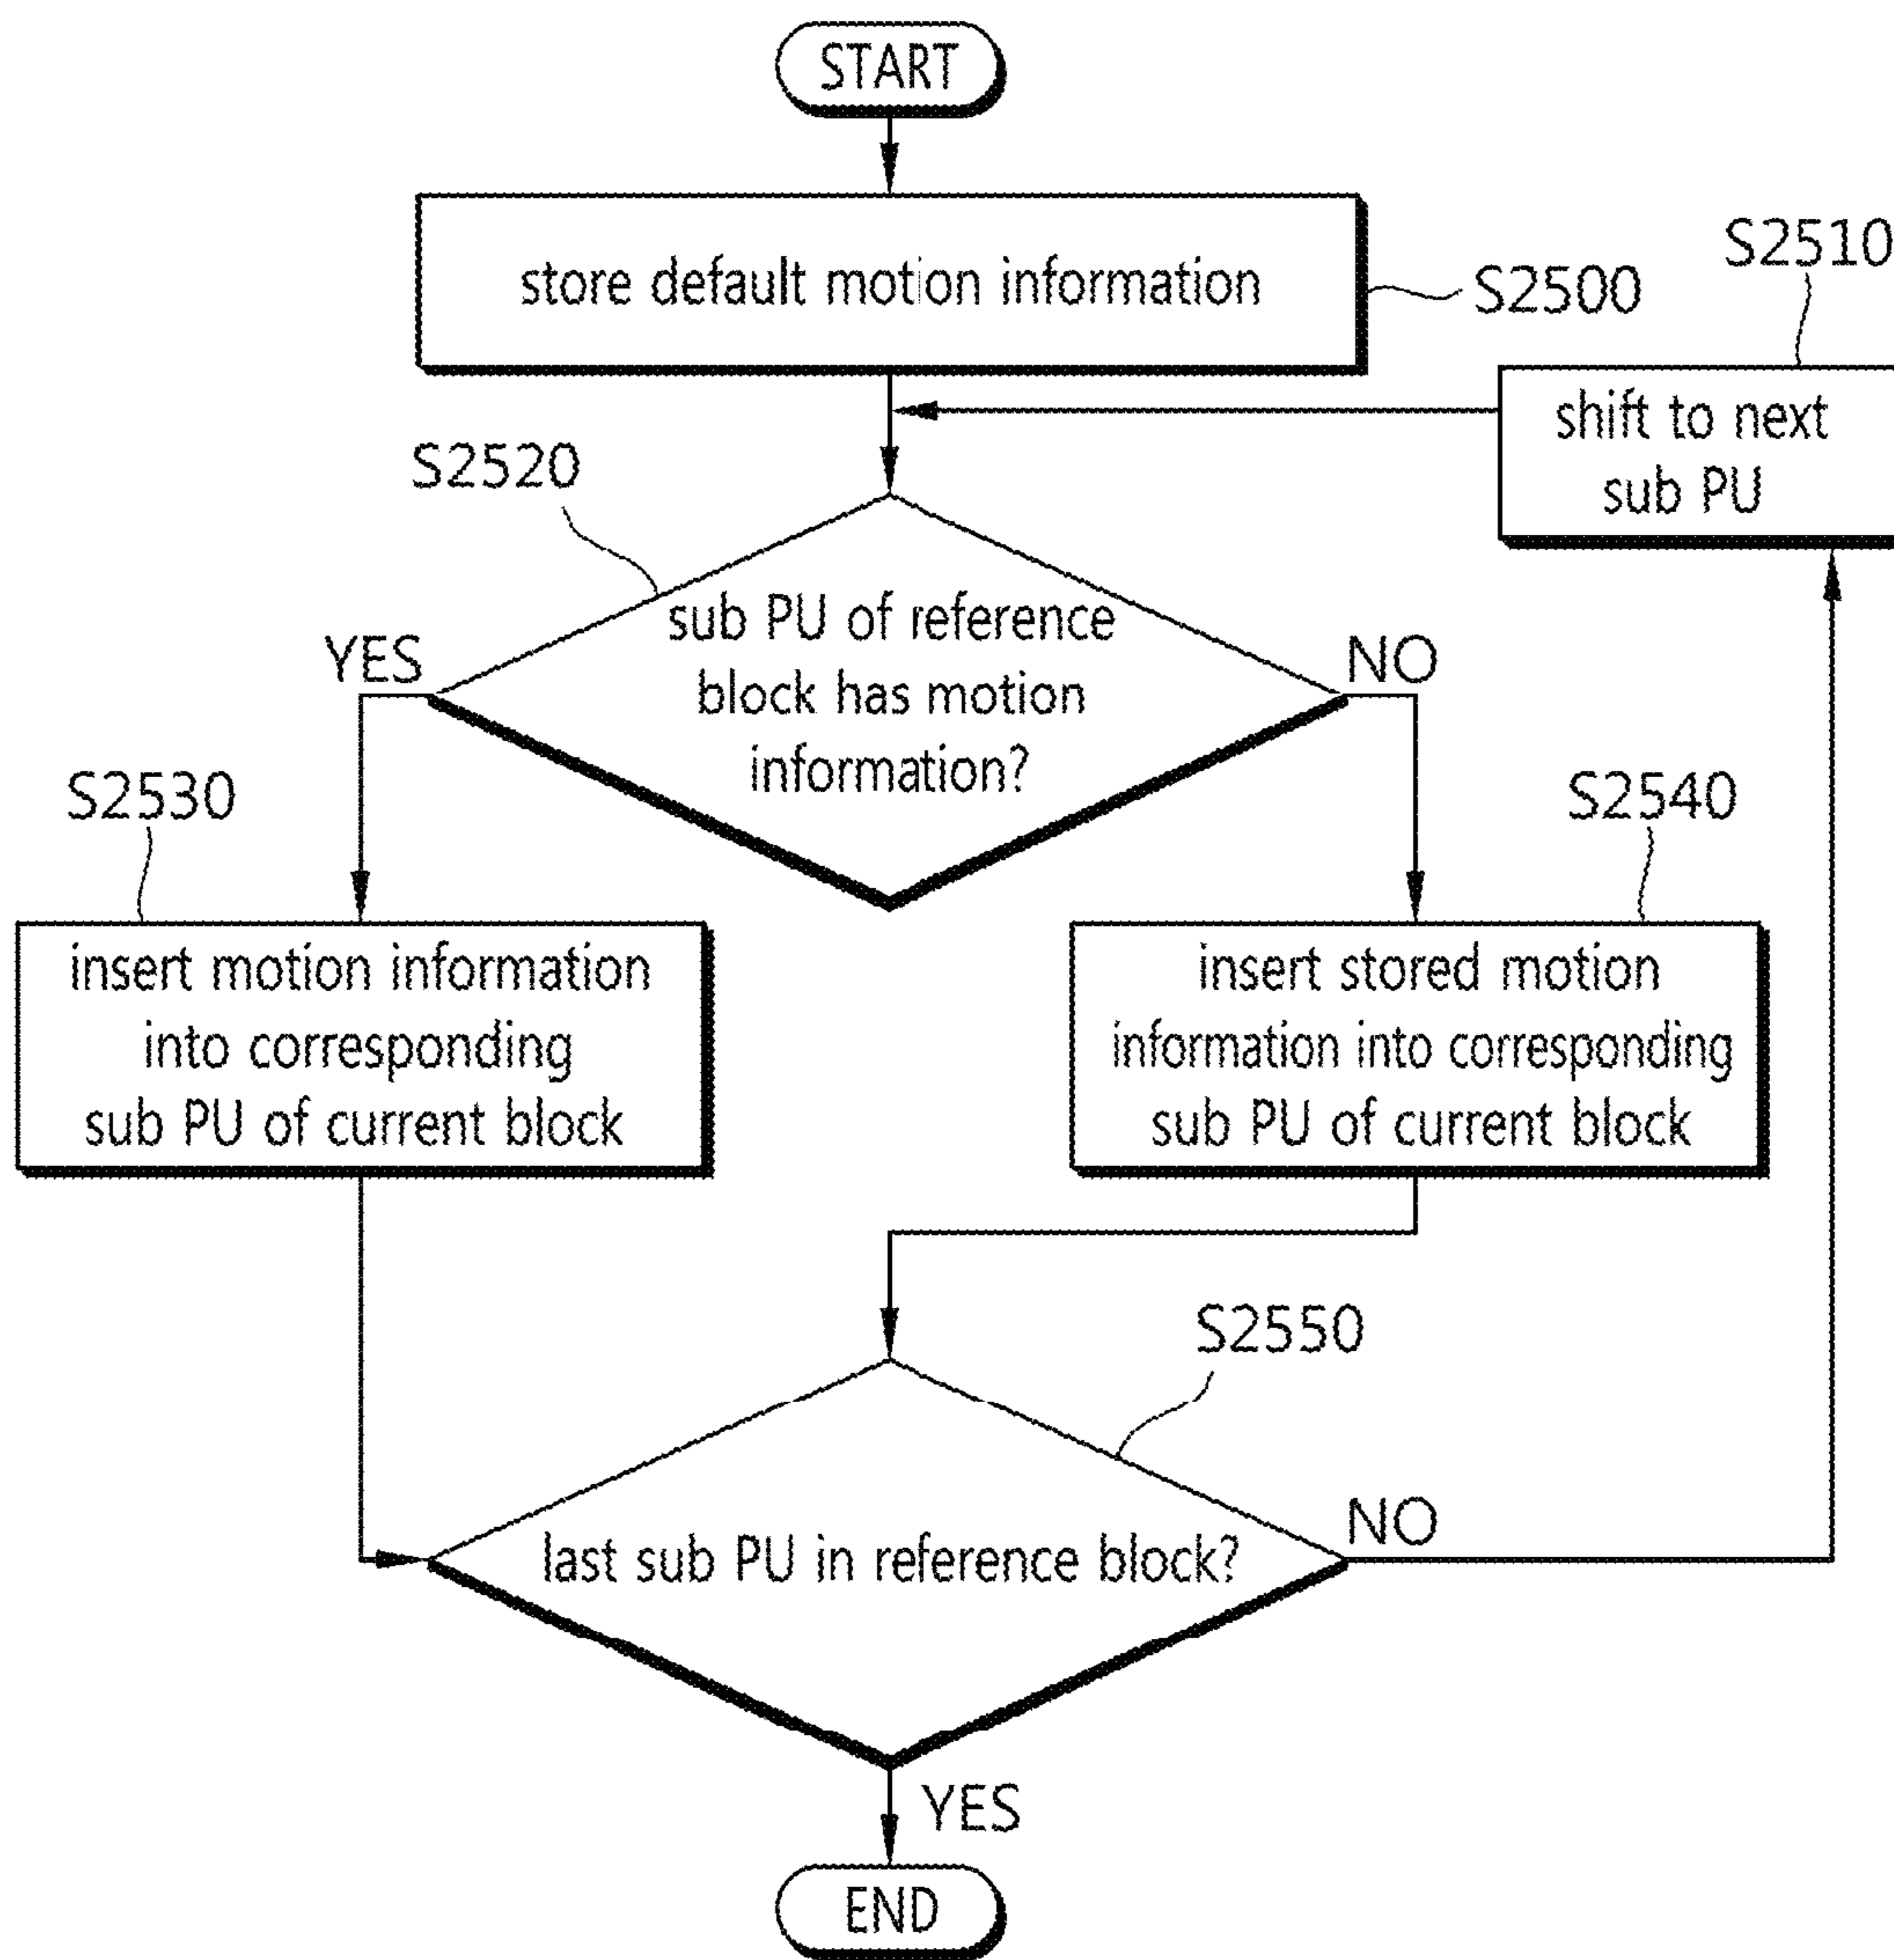 START
store default motion information
S2500
S2510
shift to next
sub PU
S2520
sub PU of reference
block has motion
information?
YES
NO
S2530
S2540
insert motion information
into corresponding
sub PU of current block
insert stored motion
information into corresponding
sub PU of current block
S2550
last sub PU in reference block?
NO
YES
END